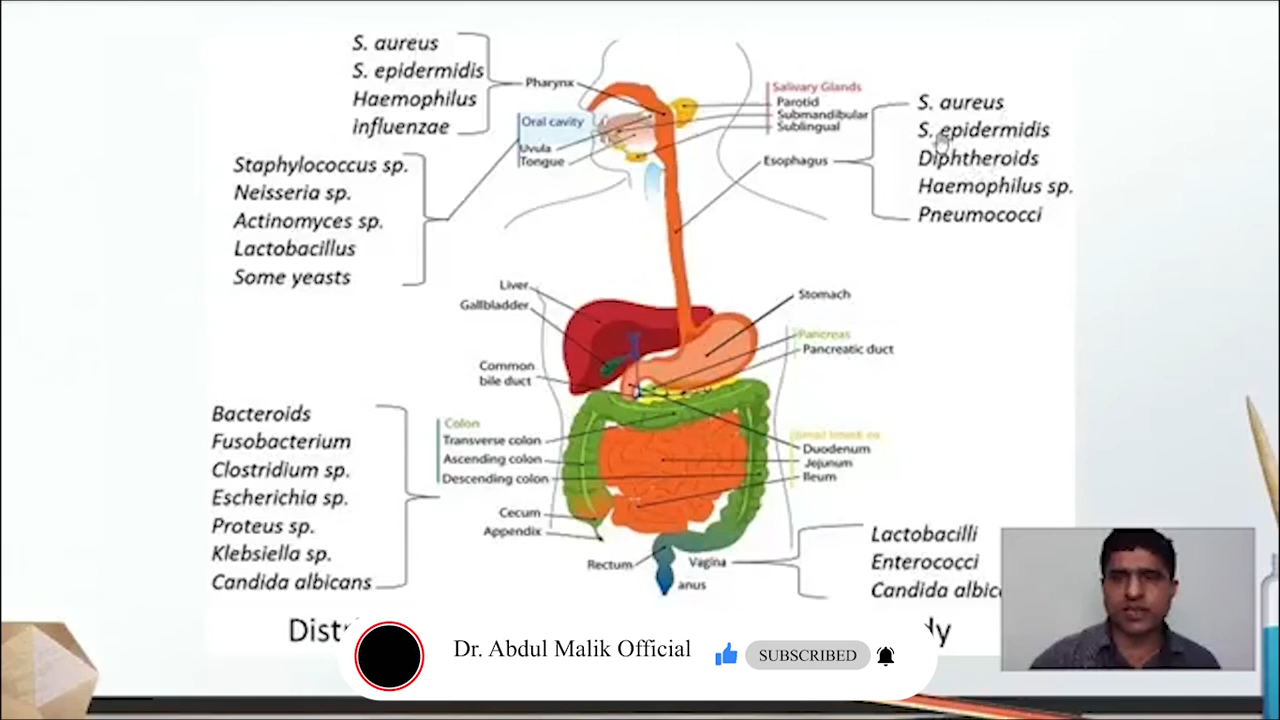 S. aureus
S. epidermidis
Haemophilus
influenzae
Pharynx
Oral cavity
Uvula
Tongue
Staphylococcus sp.
Neisseria sp.
Actinomyces sp.
Lactobacillus
Some yeasts
Salivary Glands
Parotid
Submandibular
Sublingual
Esophagus
S. aureus
S. epidermidis
Diphtheroids
Haemophilus sp.
Pneumococci
Liver
Gallbladder
Common
bile duct
Stomach
Pancreas
Pancreatic duct
Bacteroids
Fusobacterium
Clostridium sp.
Escherichia sp.
Proteus sp.
Klebsiella sp.
Candida albicans
Colon
Transverse colon
Ascending colon
Descending colon
Cecum
Appendix
Duodenum
Jejunum
Ileum
Rectum
Vagina
anus
Lactobacilli
Enterococci
Candida albic
Dr. Abdul Malik Official
SUBSCRIBED